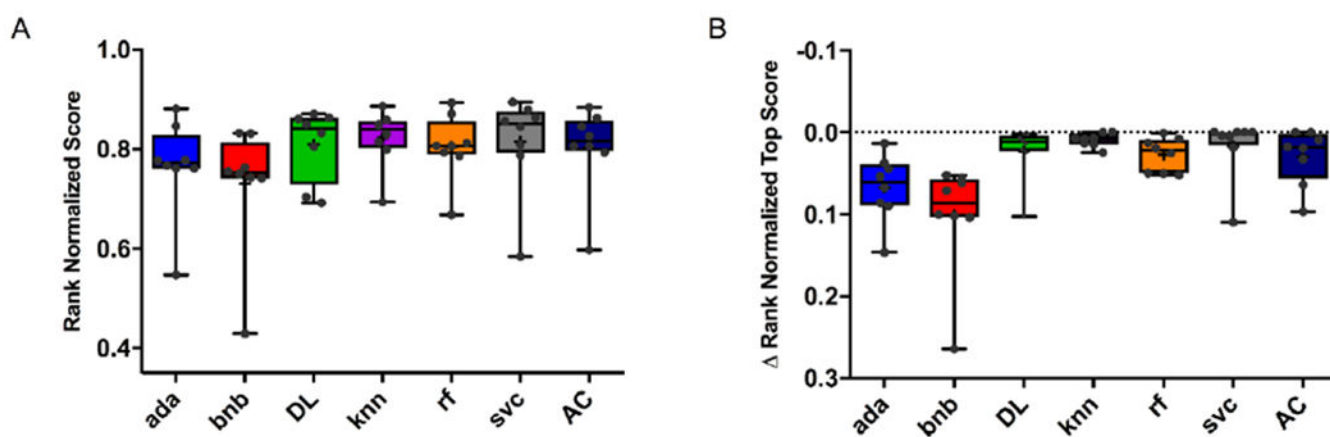 A
Rank Normalized Score
1.0
0.8
0.6
0.4
ada
bnb
DL
knn
rf
svc
AC
B
Δ Rank Normalized Top Score
-0.1
0.0
0.1
0.2
0.3
ada
bnb
DL
knn
rf
svc
AC